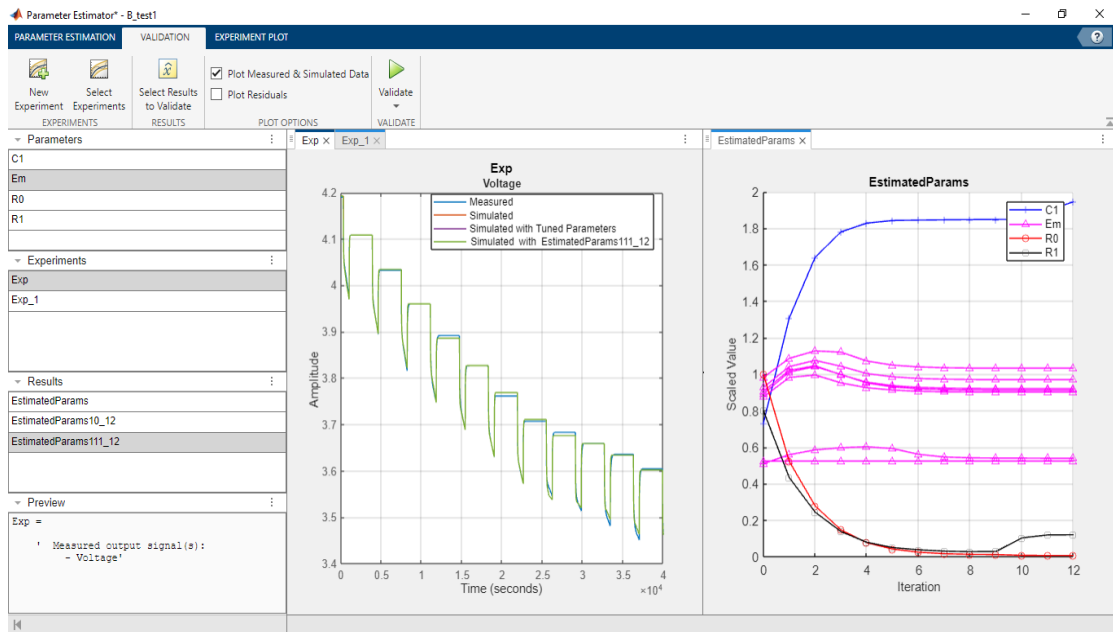 Parameter Estimator* - B_test1
PARAMETER ESTIMATION VALIDATION EXPERIMENT PLOT
?
New Experiment
Select Experiments
EXPERIMENTS
Select Results to Validate
RESULTS
Plot Measured & Simulated Data
Plot Residuals
PLOT OPTIONS
Validate
VALIDATE
Parameters
C1
Em
R0
R1
Experiments
Exp
Exp_1
Results
EstimatedParams
EstimatedParams10_12
EstimatedParams111_12
Preview
Exp =
' Measured output signal(s):
- Voltage'
Exp Exp_1
Exp
Voltage
Measured
Simulated
Simulated with Tuned Parameters
Simulated with EstimatedParams111_12
Amplitude
4.2
4.1
4
3.9
3.8
3.7
3.6
3.5
3.4
0 0.5 1 1.5 2 2.5 3 3.5 4
×10⁴
Time (seconds)
EstimatedParams
EstimatedParams
C1
Em
R0
R1
Scaled Value
2
1.8
1.6
1.4
1.2
1
0.8
0.6
0.4
0.2
0
0 2 4 6 8 10 12
Iteration